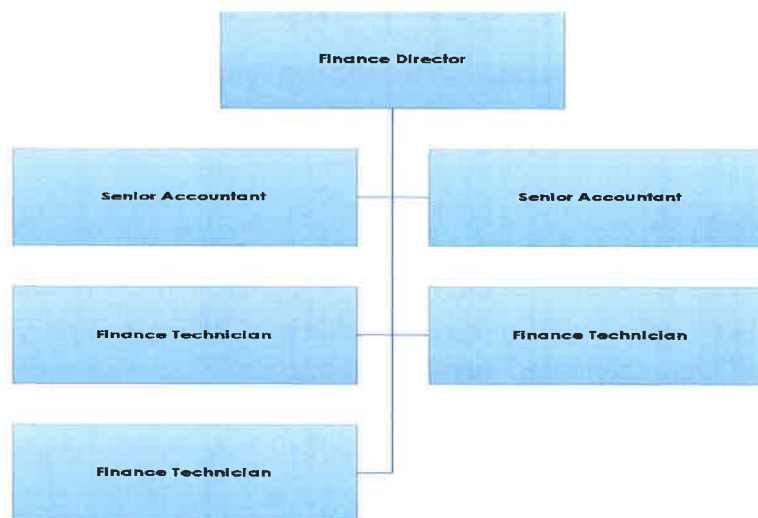 Finance Director
Senior Accountant
Senior Accountant
Finance Technician
Finance Technician
Finance Technician